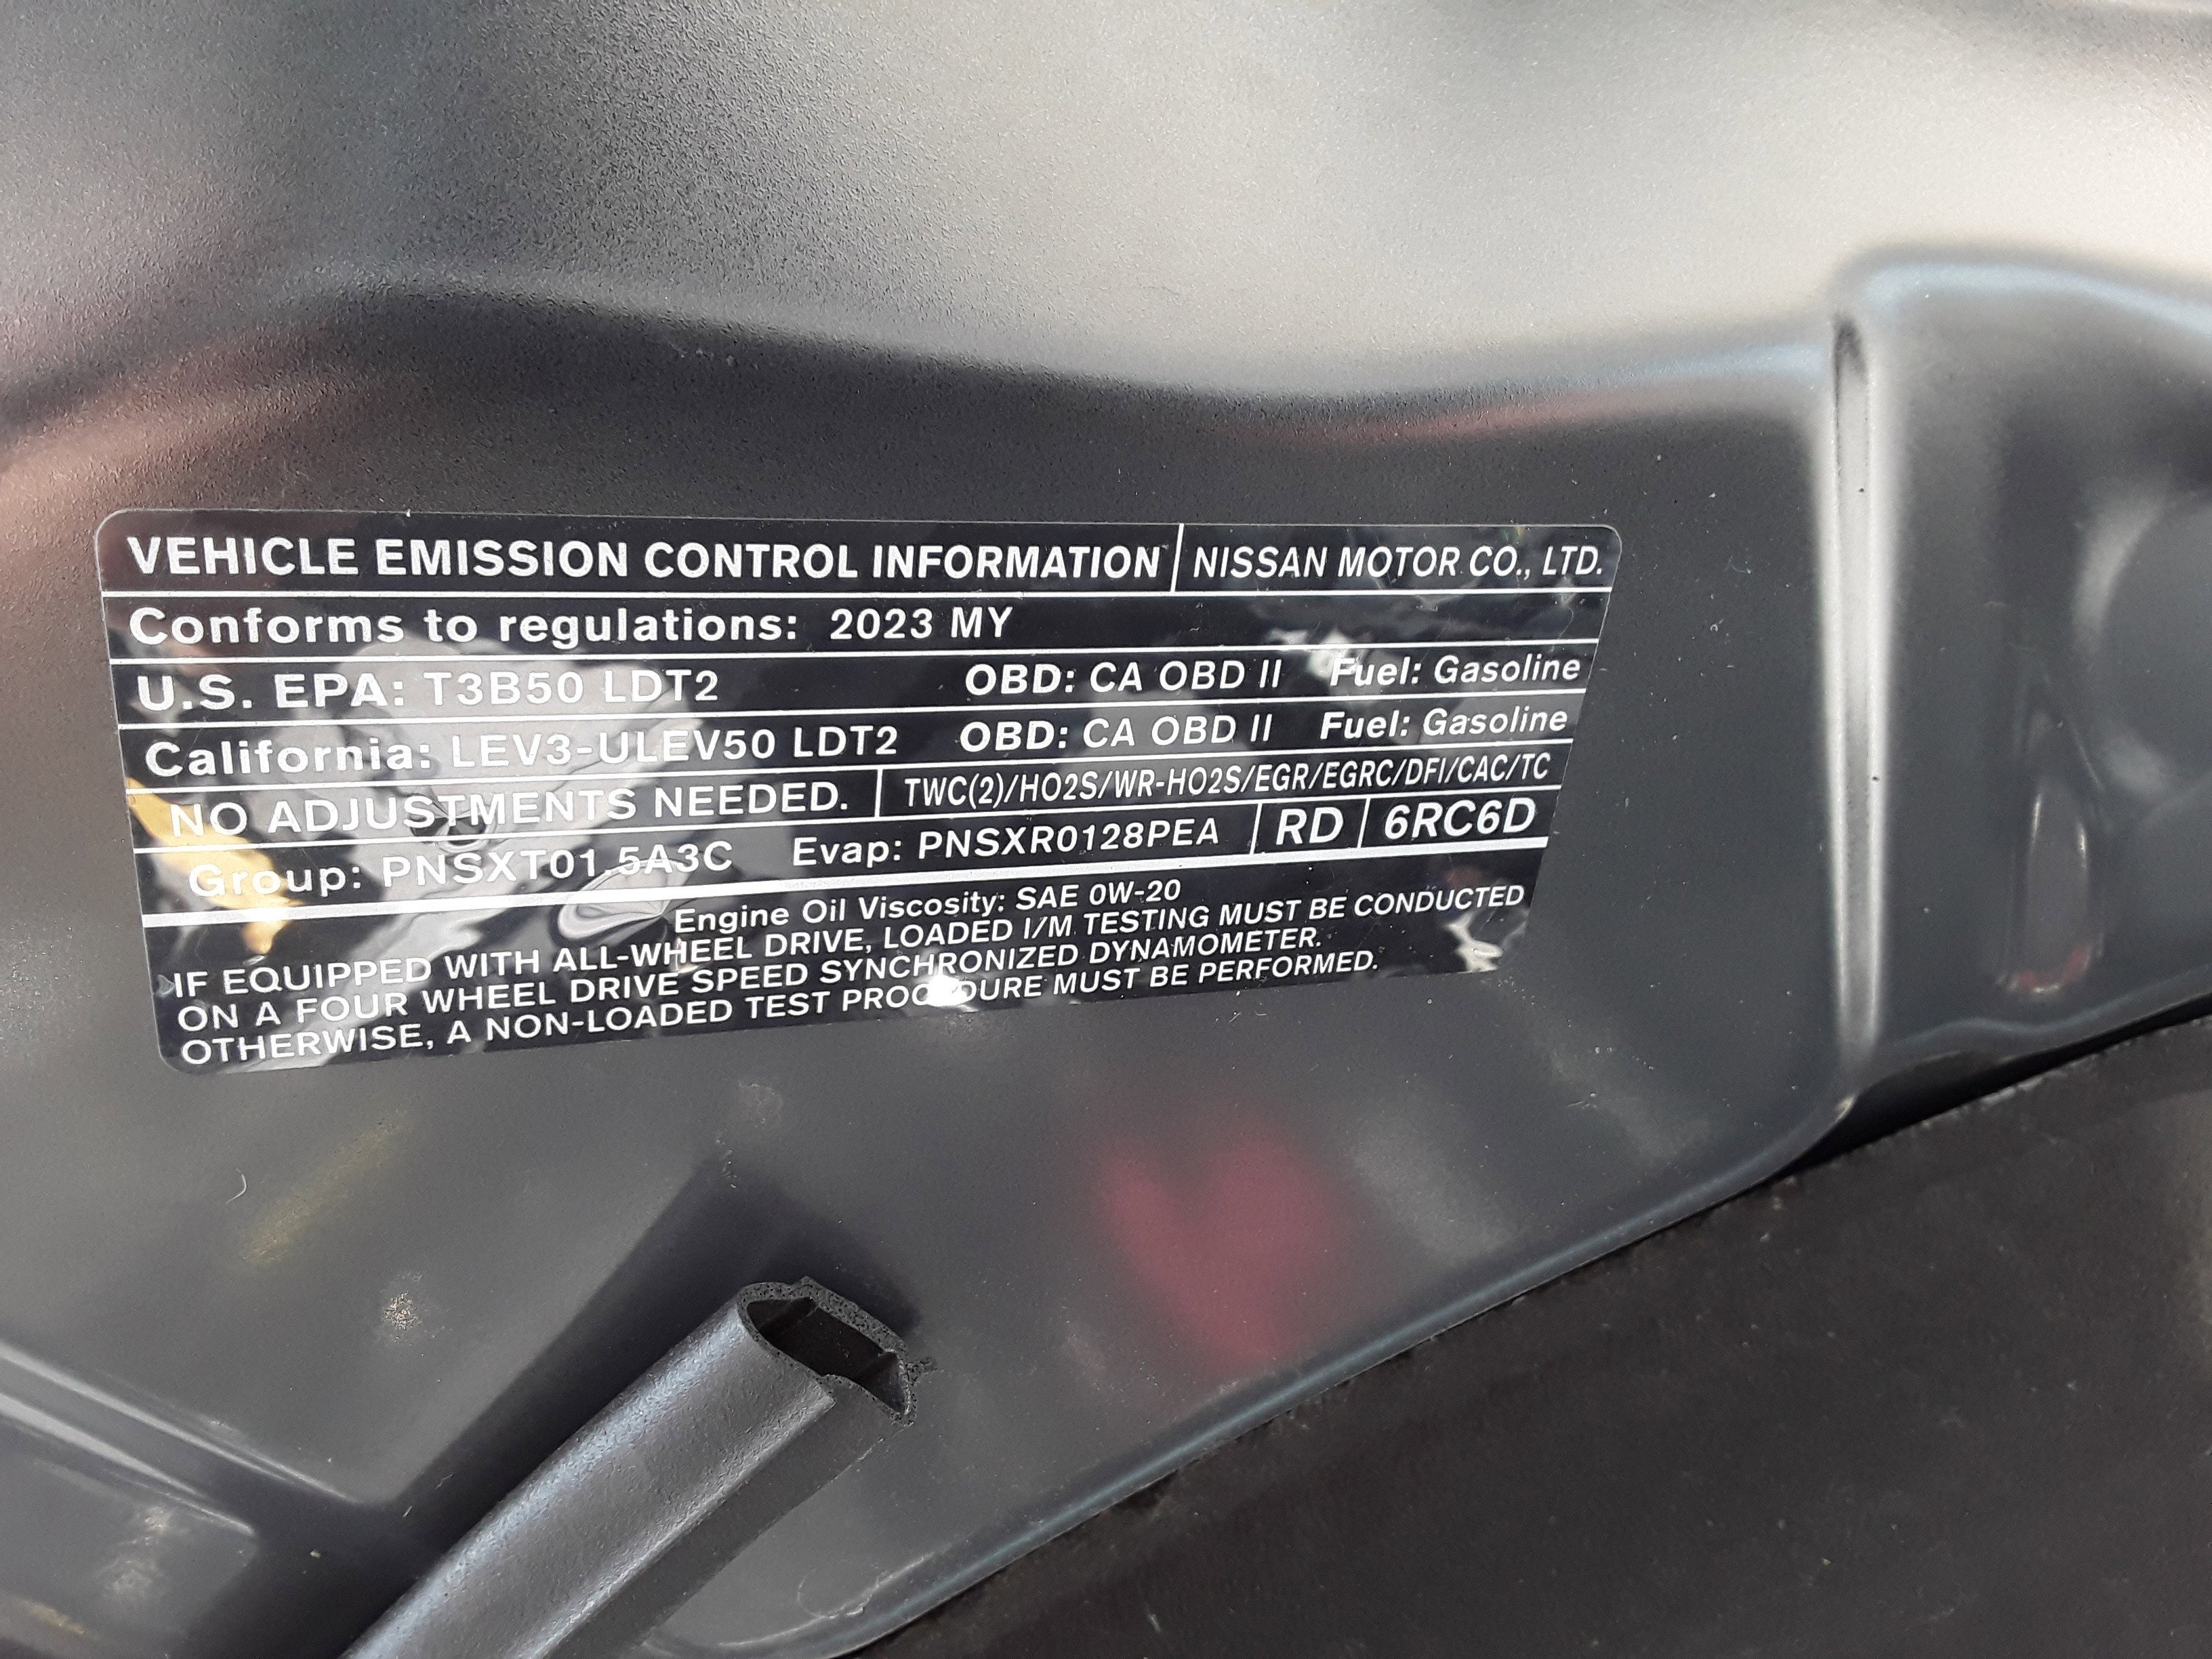 VEHICLE EMISSION CONTROL INFORMATION NISSAN MOTOR CO., LTD.
Conforms to regulations: 2023 MY
U.S. EPA: T3B50 LDT2 OBD: CA OBD II Fuel: Gasoline
California: LEV3-ULEV50 LDT2 OBD: CA OBD II Fuel: Gasoline
NO ADJUSTMENTS NEEDED. TWC(2)/HO2S/WR-HO2S/EGR/EGRC/DFI/CAC/TC
Group: PNSXT01.5A3C Evap: PNSXR0128PEA RD 6RC6D
Engine Oil Viscosity: SAE 0W-20
IF EQUIPPED WITH ALL-WHEEL DRIVE, LOADED I/M TESTING MUST BE CONDUCTED
ON A FOUR WHEEL DRIVE SPEED SYNCHRONIZED DYNAMOMETER.
OTHERWISE, A NON-LOADED TEST PROCEDURE MUST BE PERFORMED.